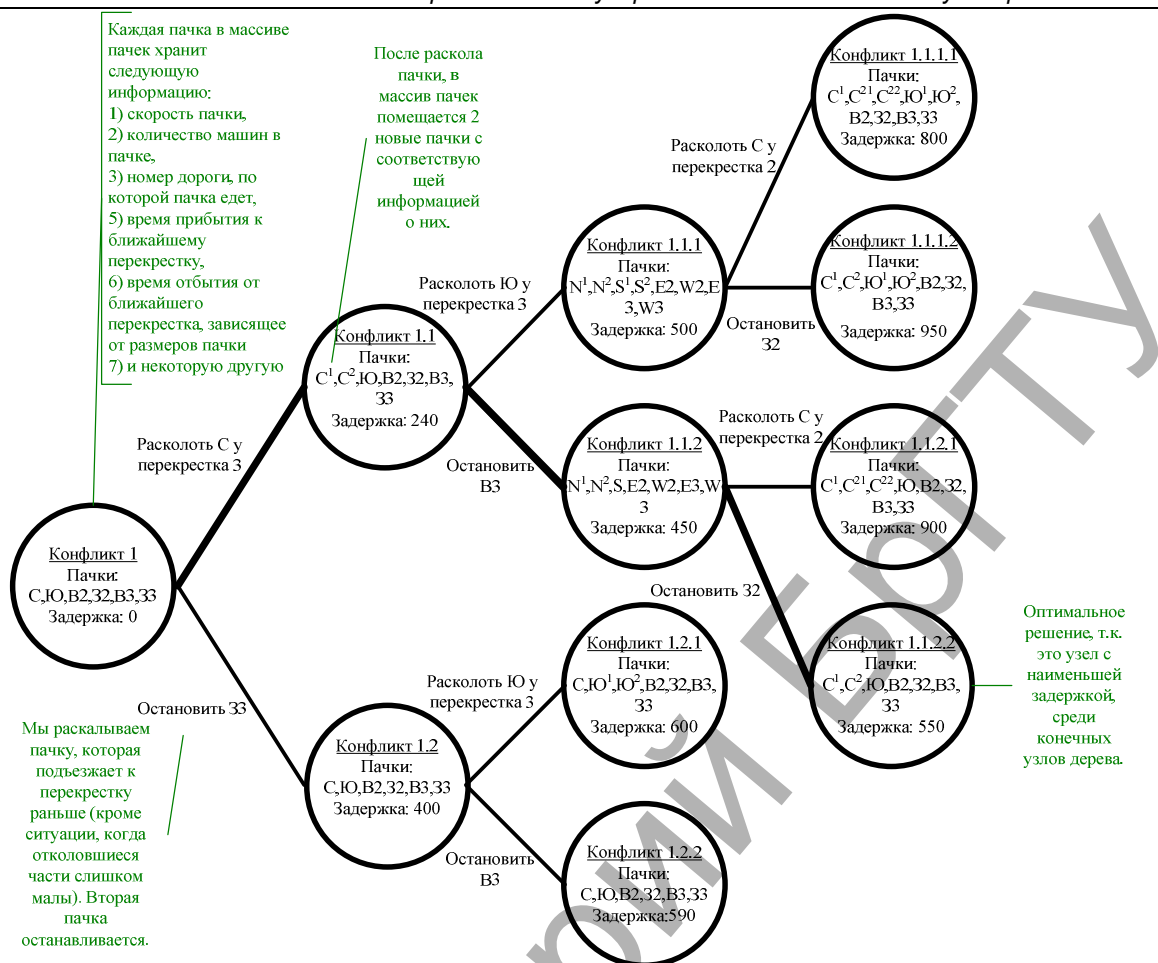 Каждая пачка в массиве
пачек хранит
следующую
информацию:
1) скорость пачки,
2) количество машин в
пачке,
3) номер дороги, по
которой пачка едет,
5) время прибытия к
ближайшему
перекрестку,
6) время отбытия от
ближайшего
перекрестка, зависящее
от размеров пачки
7) и некоторую другую
После раскола
пачки, в
массив пачек
помещается 2
новые пачки с
соответствую
щей
информацией
о них.
Конфликт 1
Пачки:
С,Ю,В2,З2,В3,З3
Задержка: 0
Расколоть С у
перекрестка 3
Остановить З3
Мы раскалываем
пачку, которая
подъезжает к
перекрестку
раньше (кроме
ситуации, когда
отколовшиеся
части слишком
малы). Вторая
пачка
останавливается.
Конфликт 1.1
Пачки:
С¹,С²,Ю,В2,З2,В3,
З3
Задержка: 240
Расколоть Ю у
перекрестка 3
Остановить
В3
Конфликт 1.2
Пачки:
С,Ю,В2,З2,В3,З3
Задержка: 400
Расколоть Ю у
перекрестка 3
Остановить
В3
Конфликт 1.1.1
Пачки:
N¹,N²,S¹,S²,E2,W2,E
3,W3
Задержка: 500
Расколоть С у
перекрестка 2
Остановить
З2
Конфликт 1.1.2
Пачки:
N¹,N²,S,E2,W2,E3,W
3
Задержка: 450
Расколоть С у
перекрестка 2
Остановить З2
Конфликт 1.2.1
Пачки:
С,Ю¹,Ю²,В2,З2,В3,
З3
Задержка: 600
Конфликт 1.2.2
Пачки:
С,Ю,В2,З2,В3,З3
Задержка:590
Конфликт 1.1.1.1
Пачки:
С¹,С²¹,С²²,Ю¹,Ю²,
В2,З2,В3,З3
Задержка: 800
Конфликт 1.1.1.2
Пачки:
С¹,С²,Ю¹,Ю²,В2,З2,
В3,З3
Задержка: 950
Конфликт 1.1.2.1
Пачки:
С¹,С²¹,С²²,Ю,В2,З2,
В3,З3
Задержка: 900
Конфликт 1.1.2.2
Пачки:
С¹,С²,Ю,В2,З2,В3,
З3
Задержка: 550
Оптимальное
решение, т.к.
это узел с
наименьшей
задержкой,
среди
конечных
узлов дерева.
БрГТУ